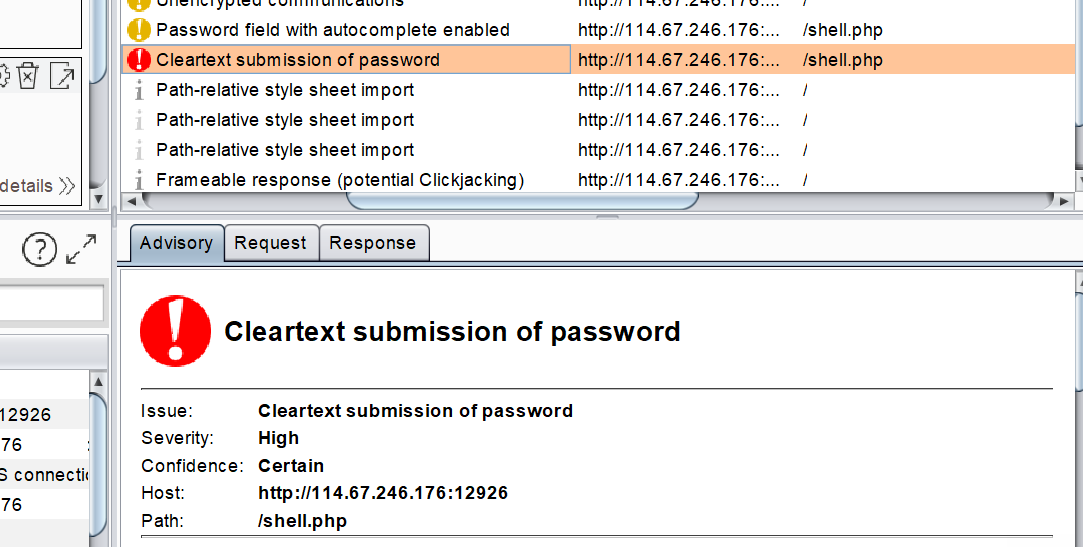 Unencrypted communications http://114.67.246.176:... /
Password field with autocomplete enabled http://114.67.246.176:... /shell.php
Cleartext submission of password http://114.67.246.176:... /shell.php
Path-relative style sheet import http://114.67.246.176:... /
Path-relative style sheet import http://114.67.246.176:... /
Path-relative style sheet import http://114.67.246.176:... /
Frameable response (potential Clickjacking) http://114.67.246.176:... /
details
Advisory Request Response
Cleartext submission of password
Issue: Cleartext submission of password
Severity: High
Confidence: Certain
Host: http://114.67.246.176:12926
Path: /shell.php
12926
76 :
S connectio
76